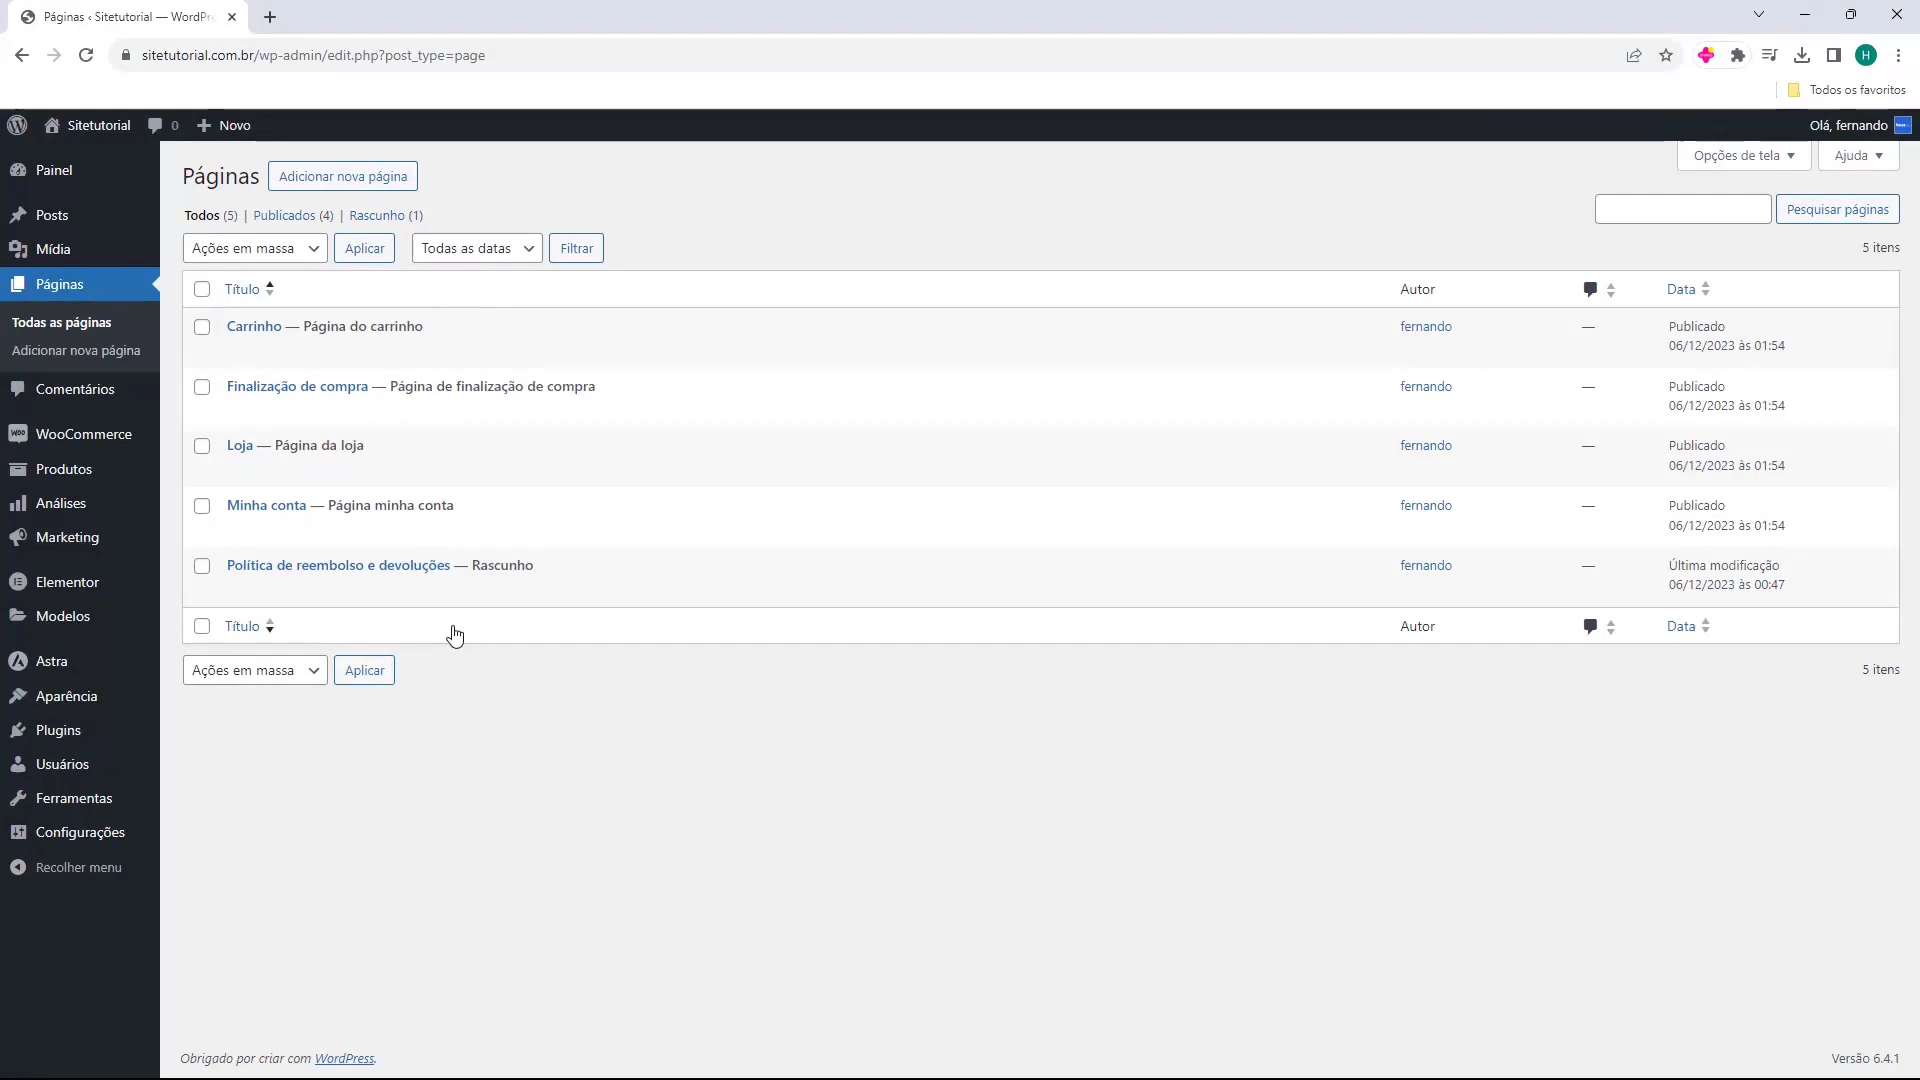 Páginas ‹ Sitetutorial — WordPr
sitetutorial.com.br/wp-admin/edit.php?post_type=page
H
Todos os favoritos
Sitetutorial 0 Novo
Olá, fernando
Painel
Posts
Mídia
Páginas
Todas as páginas
Adicionar nova página
Comentários
WooCommerce
Produtos
Análises
Marketing
Elementor
Modelos
Astra
Aparência
Plugins
Usuários
Ferramentas
Configurações
Recolher menu
Opções de tela Ajuda
Páginas Adicionar nova página
Todos (5) | Publicados (4) | Rascunho (1)
Pesquisar páginas
Ações em massa Aplicar Todas as datas Filtrar
5 itens
Título Autor Data
Carrinho — Página do carrinho fernando — Publicado
06/12/2023 às 01:54
Finalização de compra — Página de finalização de compra fernando — Publicado
06/12/2023 às 01:54
Loja — Página da loja fernando — Publicado
06/12/2023 às 01:54
Minha conta — Página minha conta fernando — Publicado
06/12/2023 às 01:54
Política de reembolso e devoluções — Rascunho fernando — Última modificação
06/12/2023 às 00:47
Título Autor Data
Ações em massa Aplicar
5 itens
Obrigado por criar com WordPress.
Versão 6.4.1